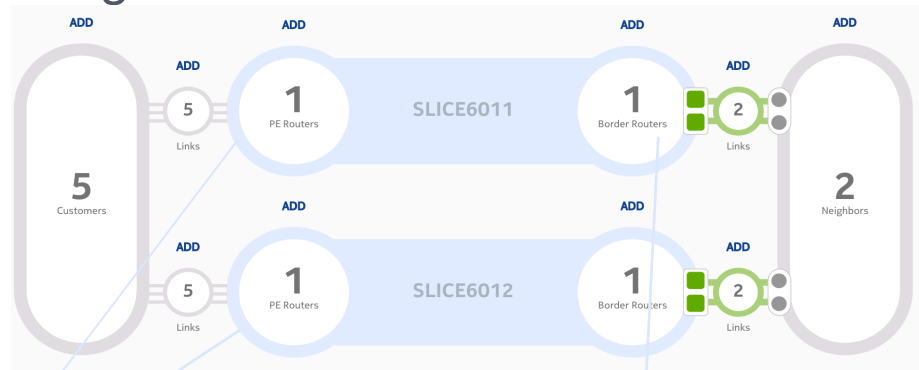 ADD
ADD
ADD
ADD
ADD
ADD
5
Links
1
PE Routers
SLICE6011
1
Border Routers
2
Links
5
Customers
2
Neighbors
ADD
ADD
ADD
ADD
5
Links
1
PE Routers
SLICE6012
1
Border Routers
2
Links